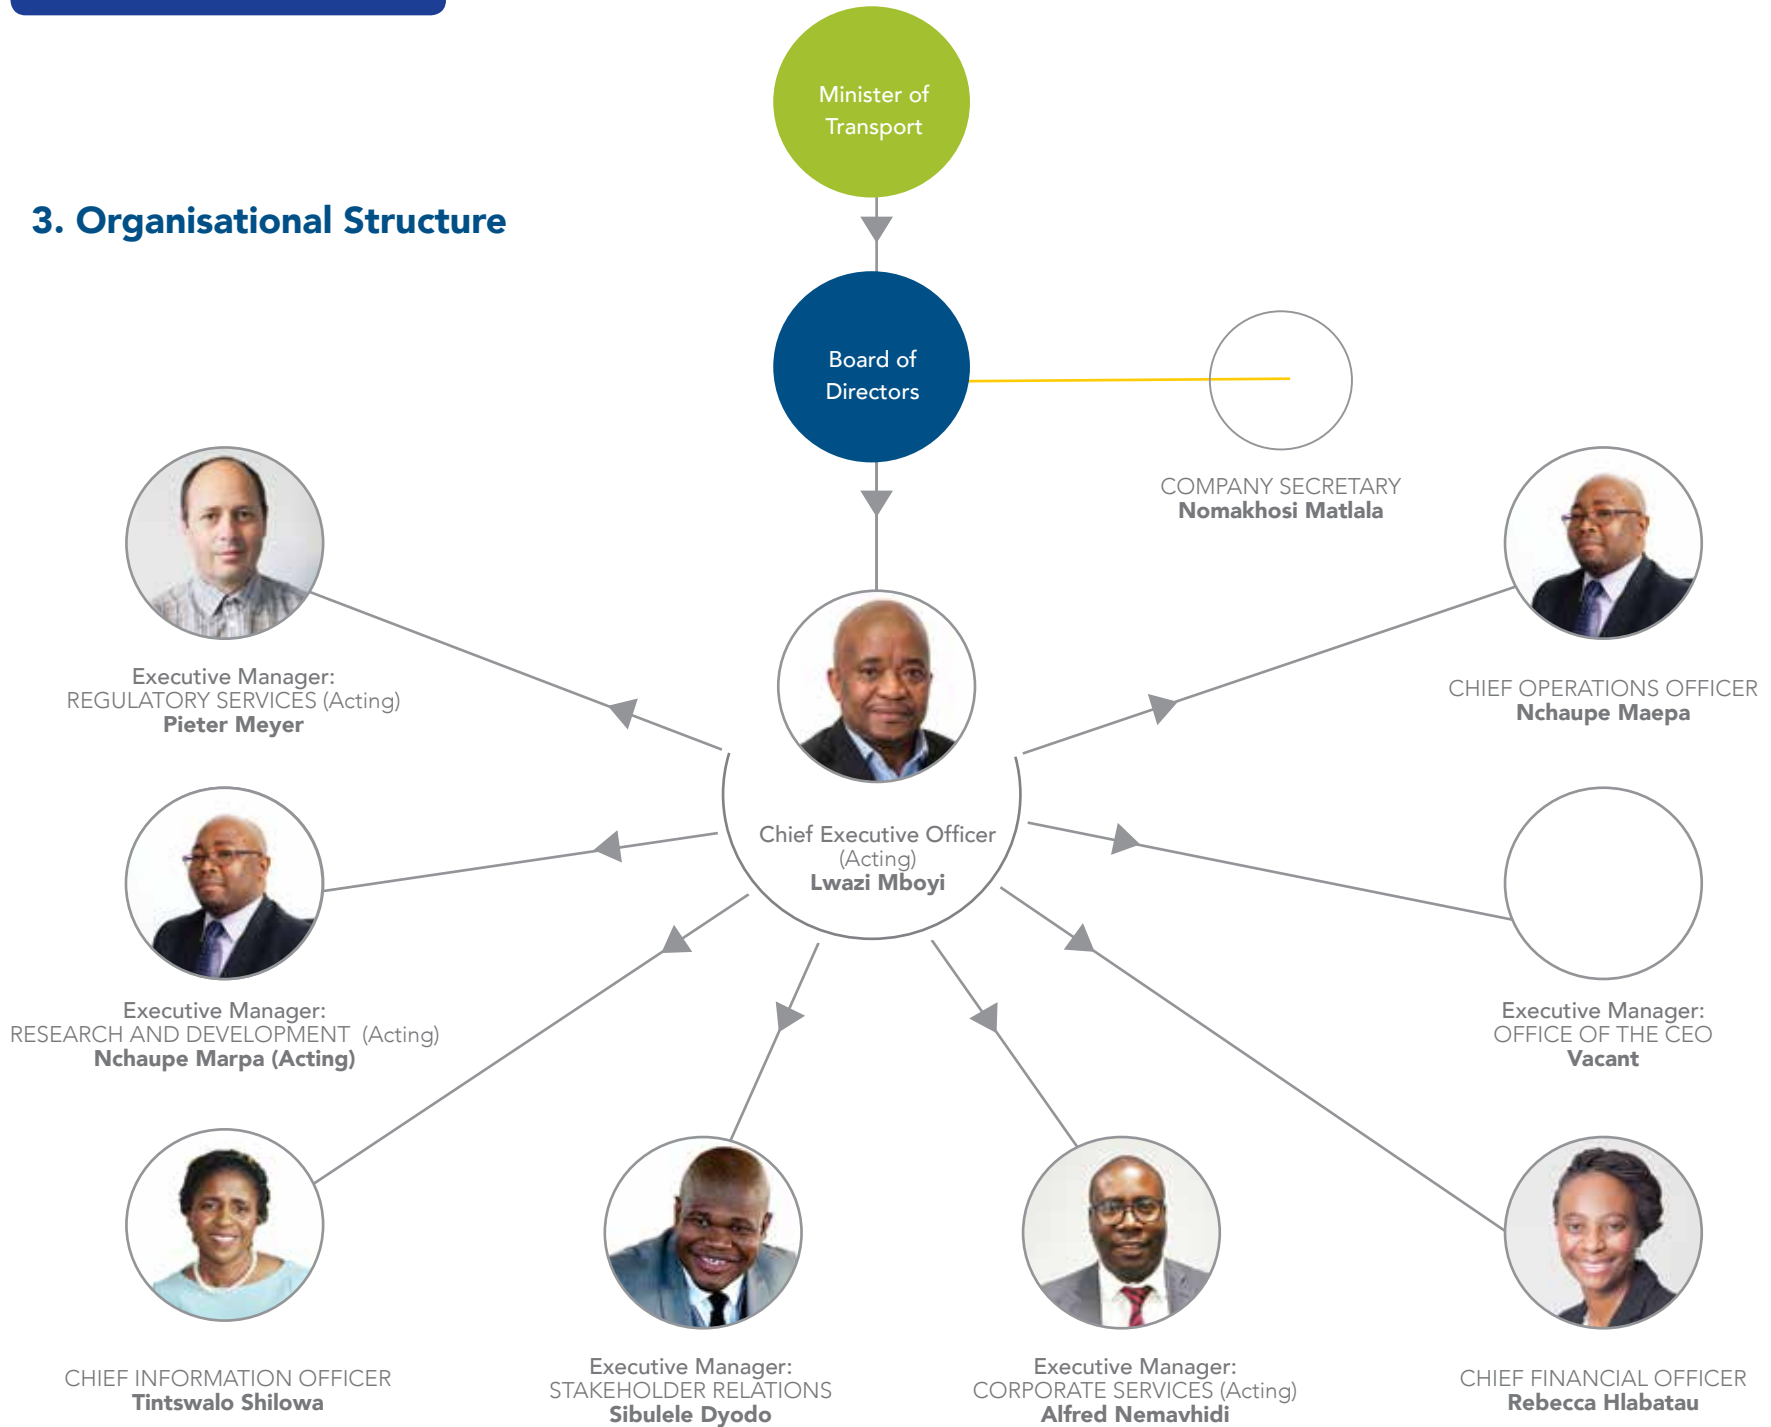 Minister of
Transport
3. Organisational Structure
Board of
Directors
COMPANY SECRETARY
Nomakhosi Matlala
Executive Manager:
REGULATORY SERVICES (Acting)
Pieter Meyer
CHIEF OPERATIONS OFFICER
Nchaupe Maepa
Chief Executive Officer
(Acting)
Lwazi Mboyi
Executive Manager:
RESEARCH AND DEVELOPMENT (Acting)
Nchaupe Marpa (Acting)
Executive Manager:
OFFICE OF THE CEO
Vacant
CHIEF INFORMATION OFFICER
Tintswalo Shilowa
Executive Manager:
STAKEHOLDER RELATIONS
Sibulele Dyodo
Executive Manager:
CORPORATE SERVICES (Acting)
Alfred Nemavhidi
CHIEF FINANCIAL OFFICER
Rebecca Hlabatau